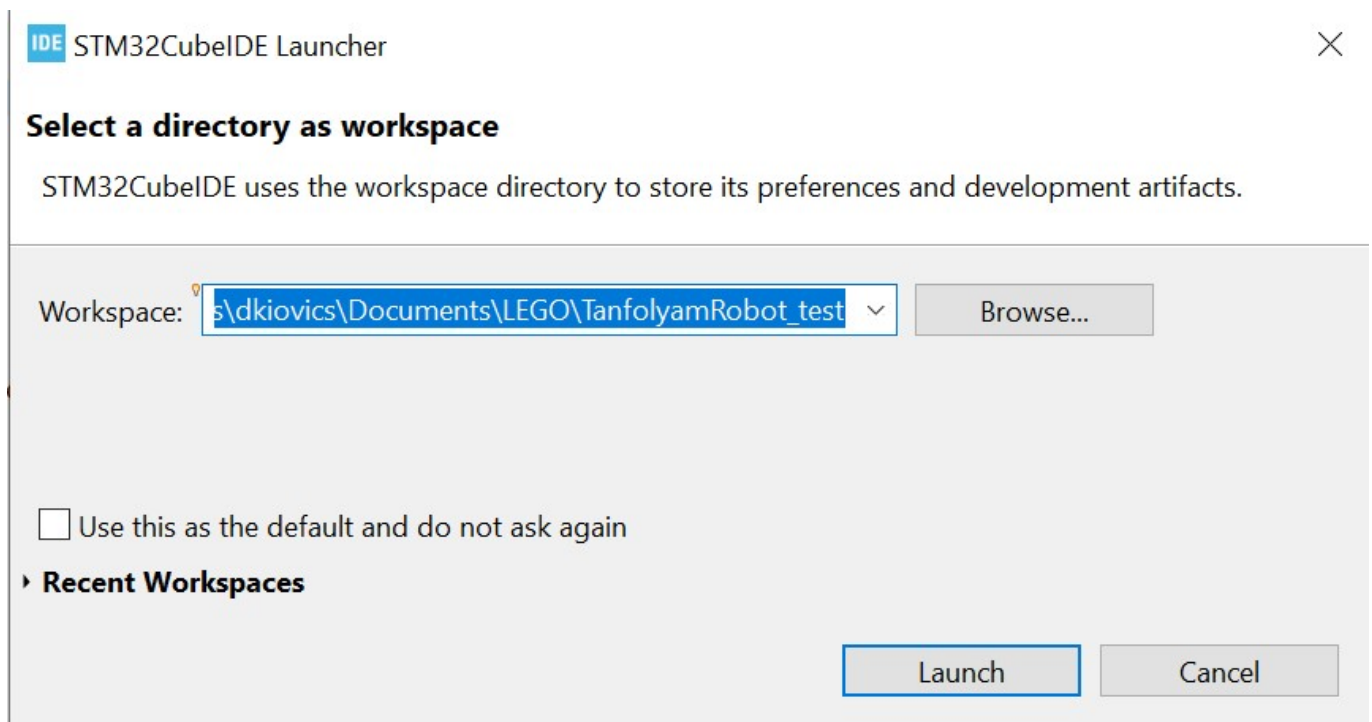 IDE STM32CubeIDE Launcher
Select a directory as workspace
STM32CubeIDE uses the workspace directory to store its preferences and development artifacts.
Workspace: s\dkiovics\Documents\LEGO\TanfolyamRobot_test Browse...
Use this as the default and do not ask again
Recent Workspaces
Launch Cancel